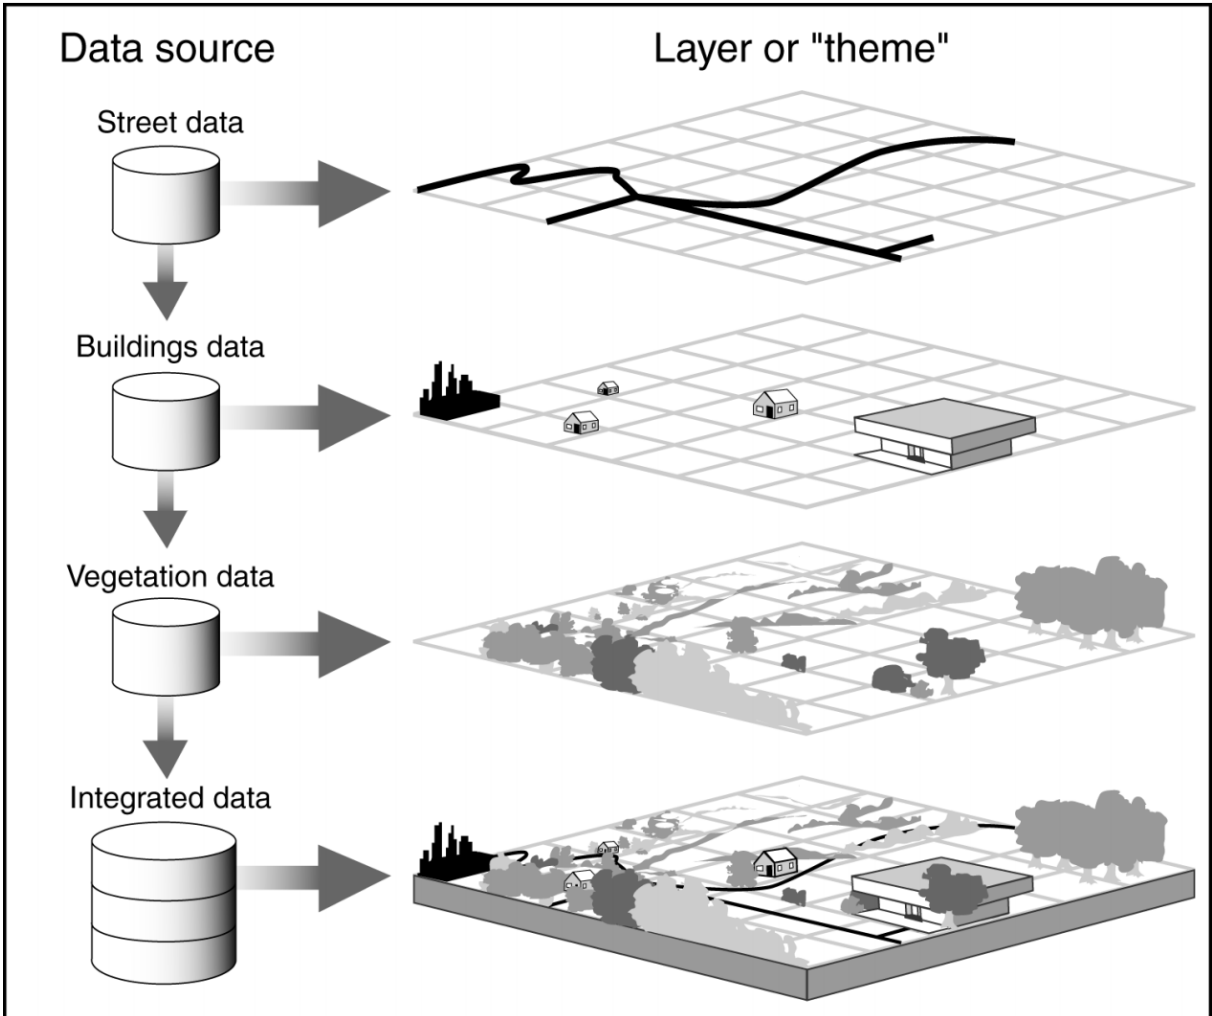 Data source
Layer or "theme"
Street data
Buildings data
Vegetation data
Integrated data